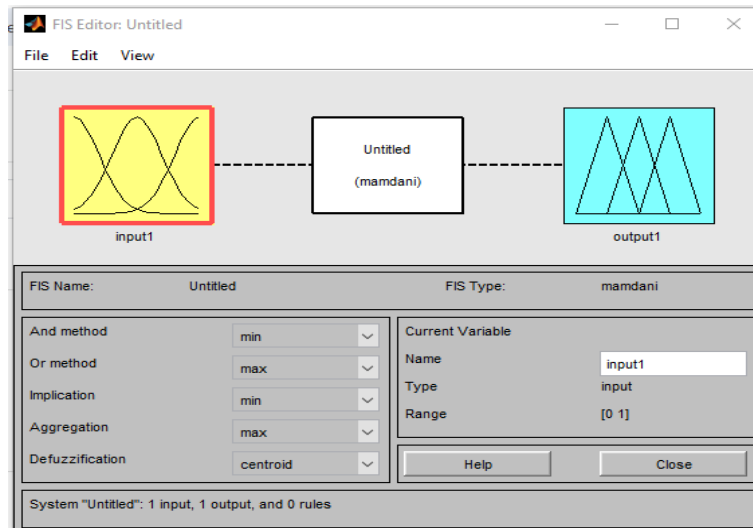 FIS Editor: Untitled
File Edit View
Untitled
(mamdani)
input1
output1
FIS Name: Untitled FIS Type: mamdani
And method min
Or method max
Implication min
Aggregation max
Defuzzification centroid
Current Variable
Name input1
Type input
Range [0 1]
Help Close
System "Untitled": 1 input, 1 output, and 0 rules